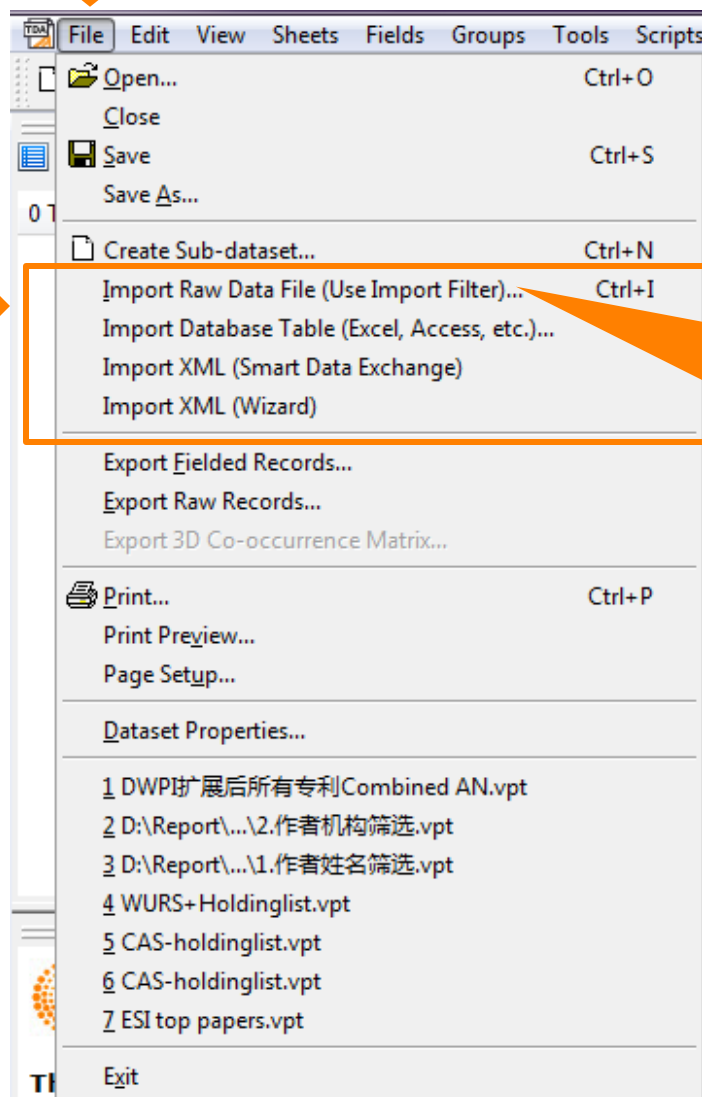 TDA File Edit View Sheets Fields Groups Tools Scripts
Open... Ctrl+O
Close
Save Ctrl+S
Save As...
0 T
Create Sub-dataset... Ctrl+N
Import Raw Data File (Use Import Filter)... Ctrl+I
Import Database Table (Excel, Access, etc.)...
Import XML (Smart Data Exchange)
Import XML (Wizard)
Export Fielded Records...
Export Raw Records...
Export 3D Co-occurrence Matrix...
Print... Ctrl+P
Print Preview...
Page Setup...
Dataset Properties...
1 DWPI扩展后所有专利Combined AN.vpt
2 D:\Report\...\2.作者机构筛选.vpt
3 D:\Report\...\1.作者姓名筛选.vpt
4 WURS+Holdinglist.vpt
5 CAS-holdinglist.vpt
6 CAS-holdinglist.vpt
7 ESI top papers.vpt
Exit
Th